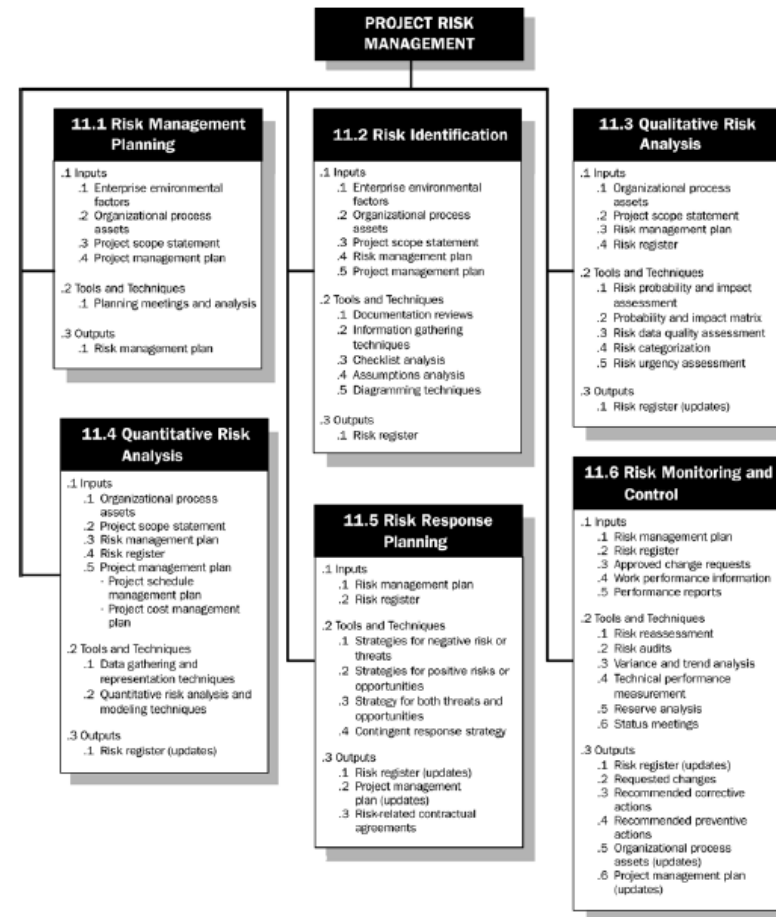 PROJECT RISK
MANAGEMENT
11.1 Risk Management
Planning
.1 Inputs
.1 Enterprise environmental
factors
.2 Organizational process
assets
.3 Project scope statement
.4 Project management plan
.2 Tools and Techniques
.1 Planning meetings and analysis
.3 Outputs
.1 Risk management plan
11.2 Risk Identification
.1 Inputs
.1 Enterprise environmental
factors
.2 Organizational process
assets
.3 Project scope statement
.4 Risk management plan
.5 Project management plan
.2 Tools and Techniques
.1 Documentation reviews
.2 Information gathering
techniques
.3 Checklist analysis
.4 Assumptions analysis
.5 Diagramming techniques
.3 Outputs
.1 Risk register
11.3 Qualitative Risk
Analysis
.1 Inputs
.1 Organizational process
assets
.2 Project scope statement
.3 Risk management plan
.4 Risk register
.2 Tools and Techniques
.1 Risk probability and impact
assessment
.2 Probability and impact matrix
.3 Risk data quality assessment
.4 Risk categorization
.5 Risk urgency assessment
.3 Outputs
.1 Risk register (updates)
11.4 Quantitative Risk
Analysis
.1 Inputs
.1 Organizational process
assets
.2 Project scope statement
.3 Risk management plan
.4 Risk register
.5 Project management plan
- Project schedule
management plan
- Project cost management
plan
.2 Tools and Techniques
.1 Data gathering and
representation techniques
.2 Quantitative risk analysis and
modeling techniques
.3 Outputs
.1 Risk register (updates)
11.5 Risk Response
Planning
.1 Inputs
.1 Risk management plan
.2 Risk register
.2 Tools and Techniques
.1 Strategies for negative risk or
threats
.2 Strategies for positive risks or
opportunities
.3 Strategy for both threats and
opportunities
.4 Contingent response strategy
.3 Outputs
.1 Risk register (updates)
.2 Project management
plan (updates)
.3 Risk-related contractual
agreements
11.6 Risk Monitoring and
Control
.1 Inputs
.1 Risk management plan
.2 Risk register
.3 Approved change requests
.4 Work performance information
.5 Performance reports
.2 Tools and Techniques
.1 Risk reassessment
.2 Risk audits
.3 Variance and trend analysis
.4 Technical performance
measurement
.5 Reserve analysis
.6 Status meetings
.3 Outputs
.1 Risk register (updates)
.2 Requested changes
.3 Recommended corrective
actions
.4 Recommended preventive
actions
.5 Organizational process
assets (updates)
.6 Project management plan
(updates)